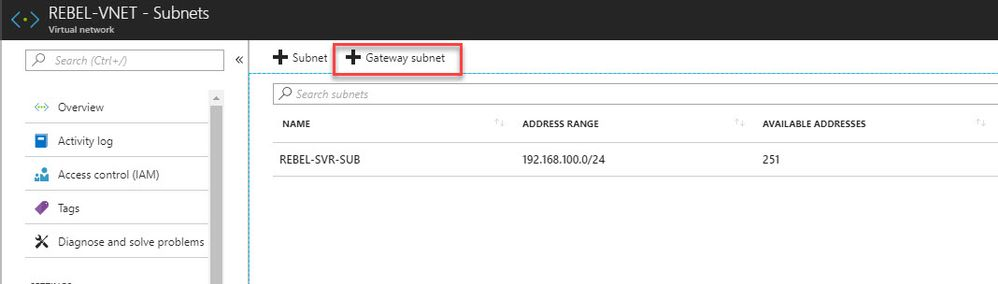 REBEL-VNET - Subnets
Virtual network
Search (Ctrl+/)
«
Overview
Activity log
Access control (IAM)
Tags
Diagnose and solve problems
+ Subnet + Gateway subnet
Search subnets
NAME ADDRESS RANGE AVAILABLE ADDRESSES
REBEL-SVR-SUB 192.168.100.0/24 251